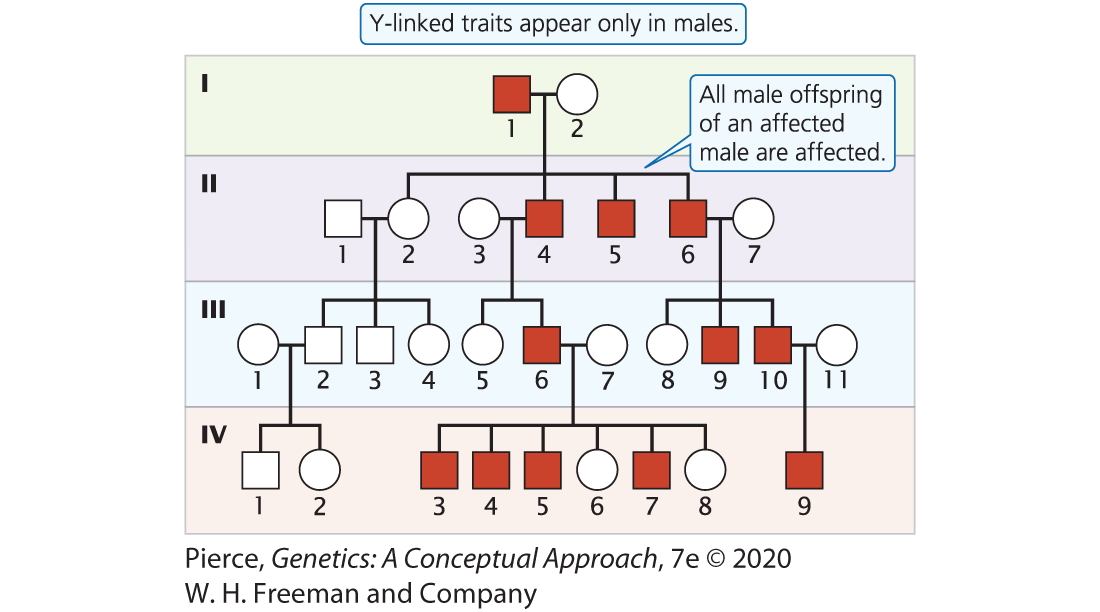 Y-linked traits appear only in males.
I
1 2
All male offspring
of an affected
male are affected.
II
1 2 3 4 5 6 7
III
1 2 3 4 5 6 7 8 9 10 11
IV
1 2 3 4 5 6 7 8 9
Pierce, Genetics: A Conceptual Approach, 7e © 2020
W. H. Freeman and Company